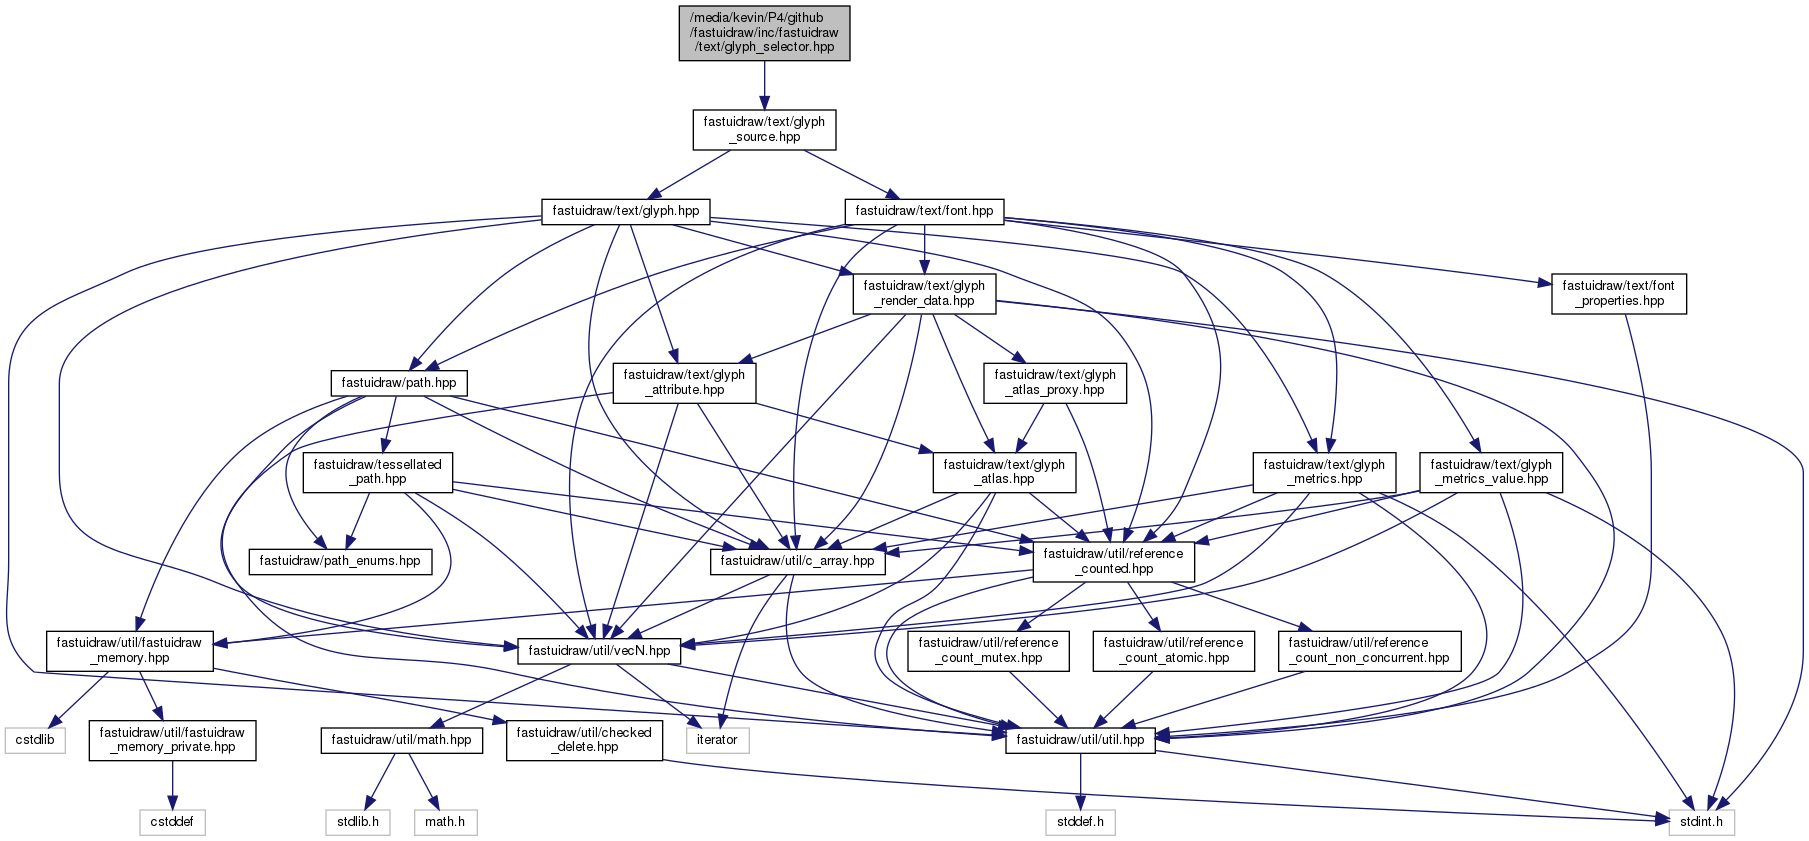 /media/kevin/P4/github
/fastuidraw/inc/fastuidraw
/text/glyph_selector.hpp
fastuidraw/text/glyph
_source.hpp
fastuidraw/text/glyph.hpp
fastuidraw/text/font.hpp
fastuidraw/text/glyph
_render_data.hpp
fastuidraw/text/font
_properties.hpp
fastuidraw/path.hpp
fastuidraw/text/glyph
_attribute.hpp
fastuidraw/text/glyph
_atlas_proxy.hpp
fastuidraw/tessellated
_path.hpp
fastuidraw/text/glyph
_atlas.hpp
fastuidraw/text/glyph
_metrics.hpp
fastuidraw/text/glyph
_metrics_value.hpp
fastuidraw/path_enums.hpp
fastuidraw/util/c_array.hpp
fastuidraw/util/reference
_counted.hpp
fastuidraw/util/fastuidraw
_memory.hpp
fastuidraw/util/vecN.hpp
fastuidraw/util/reference
_count_mutex.hpp
fastuidraw/util/reference
_count_atomic.hpp
fastuidraw/util/reference
_count_non_concurrent.hpp
cstdlib
fastuidraw/util/fastuidraw
_memory_private.hpp
fastuidraw/util/math.hpp
fastuidraw/util/checked
_delete.hpp
iterator
fastuidraw/util/util.hpp
cstddef
stdlib.h
math.h
stddef.h
stdint.h